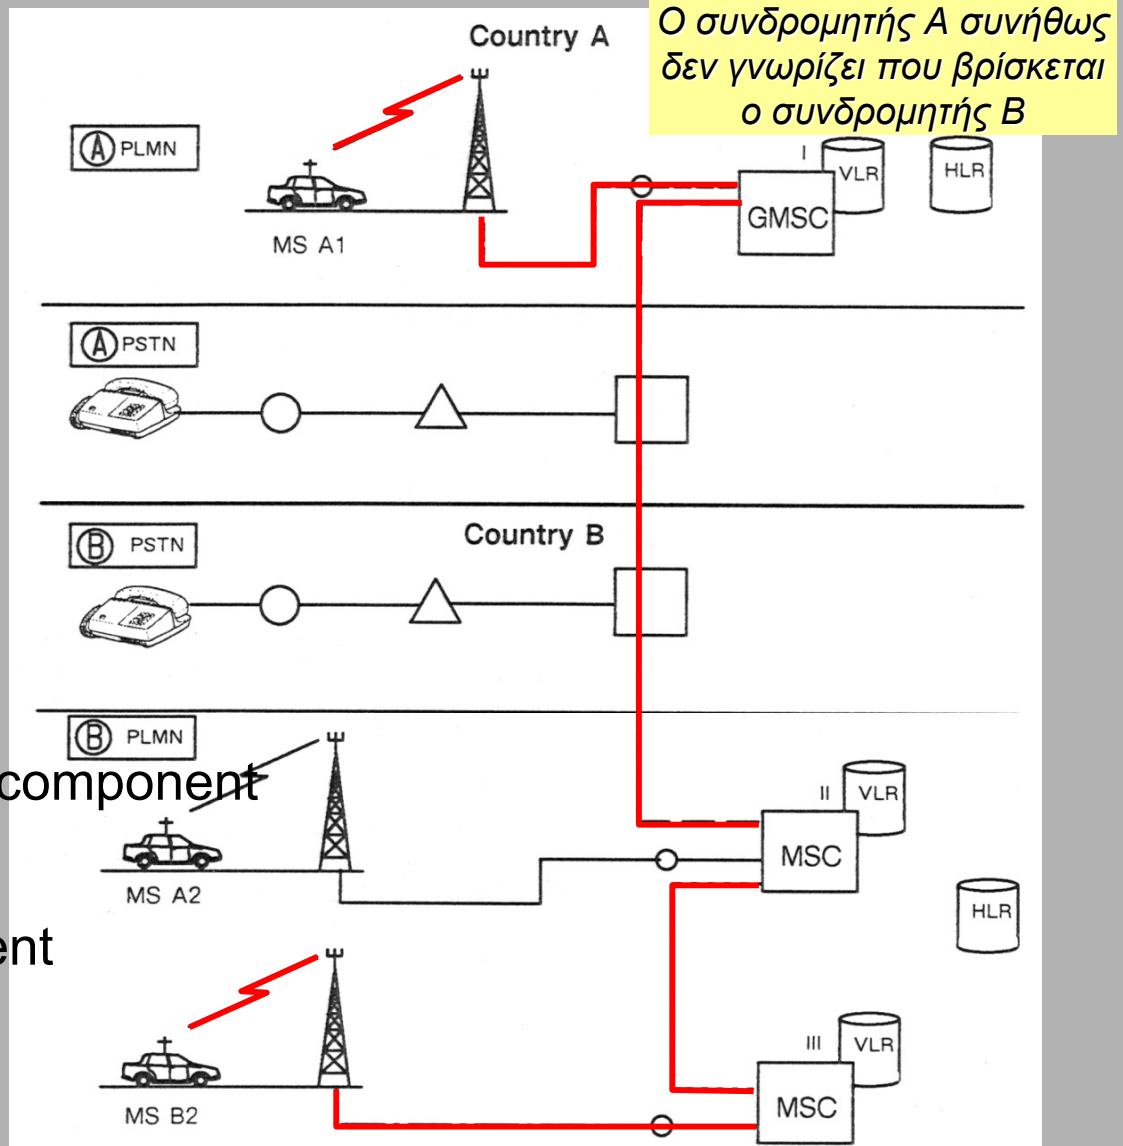 Ο συνδρομητής Α συνήθως
δεν γνωρίζει που βρίσκεται
ο συνδρομητής Β
Country A
A PLMN
I
VLR
HLR
GMSC
MS A1
A PSTN
B PSTN
Country B
B PLMN
component
II
VLR
MSC
MS A2
HLR
ent
III
VLR
MSC
MS B2